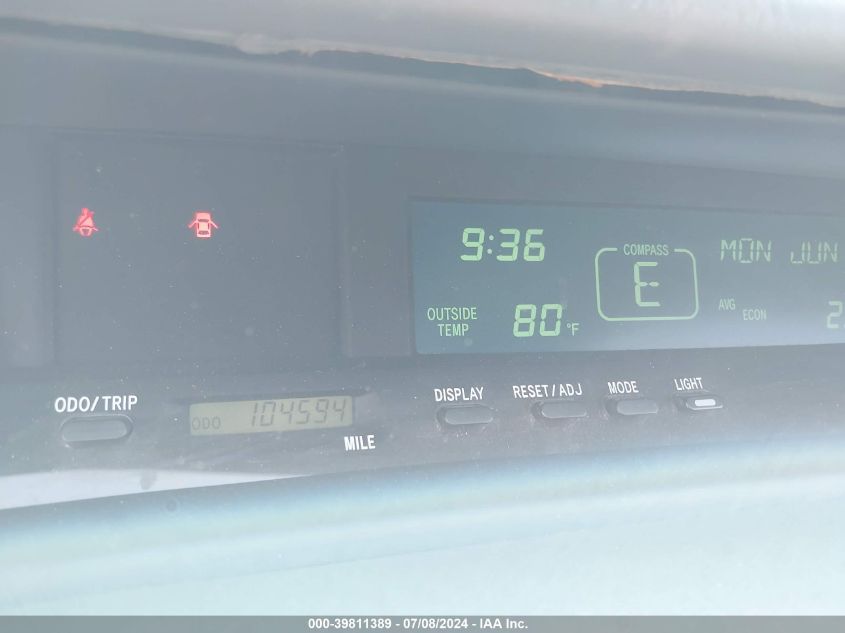 9:36
COMPASS
E
MON JUN
OUTSIDE
TEMP
80 °F
AVG
ECON
ODO/TRIP
ODO 104594
MILE
DISPLAY
RESET/ADJ
MODE
LIGHT
000-39811389 - 07/08/2024 - IAA Inc.